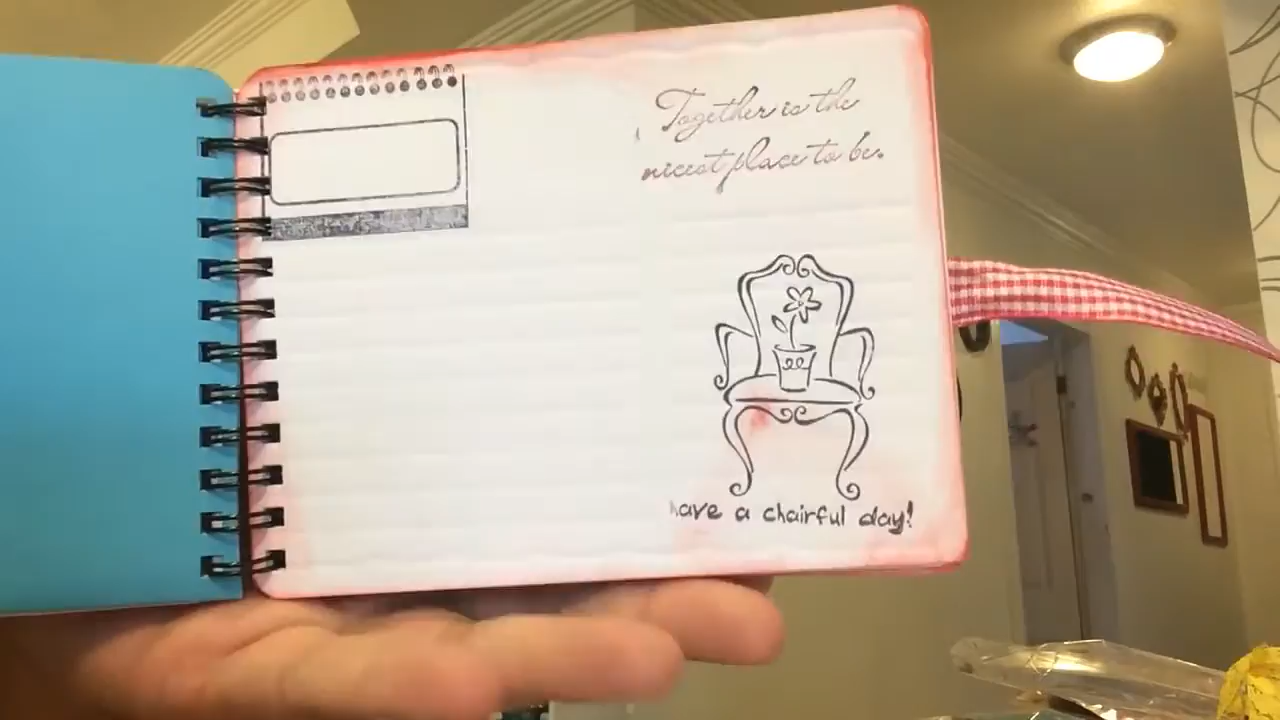 Together is the
nicest place to be.
have a chairful day!